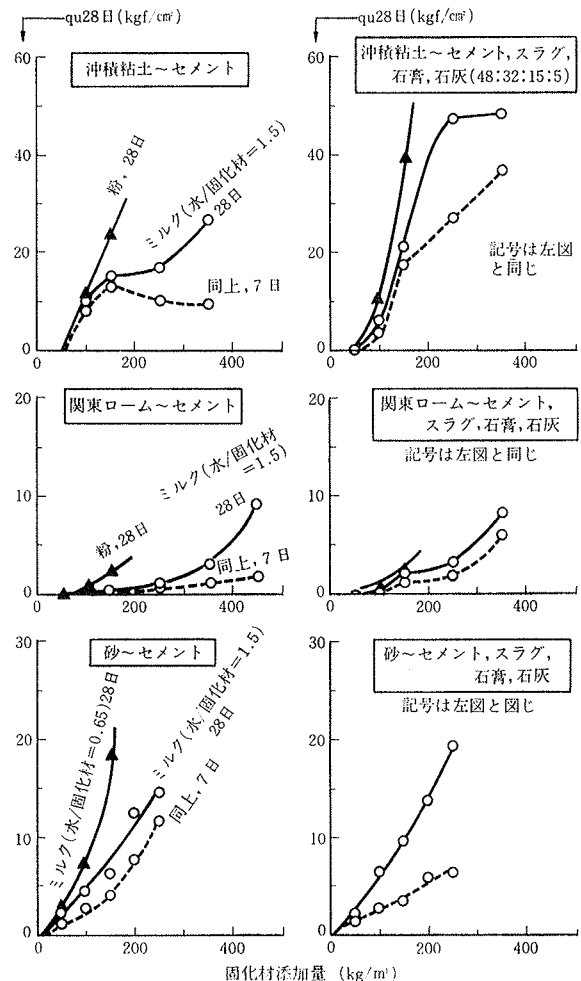 qu28日(kgf/c㎡)
沖積粘土～セメント
60
40
20
0
粉,28日
ミルク(水/固化材=1.5)
28日
同上,7日
0 200 400
qu28日(kgf/c㎡)
沖積粘土～セメント,スラグ,
石膏,石灰(48:32:15:5)
60
40
20
0
記号は左図
と同じ
0 200 400
関東ローム～セメント
20
10
0
ミルク(水/固化材
=1.5)
28日
粉,28日
同上,7日
0 200 400
関東ローム～セメント,
スラグ,石膏,石灰
記号は左図と同じ
20
10
0
0 200 400
砂～セメント
30
20
10
0
ミルク(水/固化材=0.65)28日
ミルク(水/固化材=1.5)
28日
同上,7日
0 200 400
砂～セメント,スラグ,
石膏,石灰
記号は左図と図じ
30
20
10
0
0 200 400
固化材添加量 (kg/㎥)